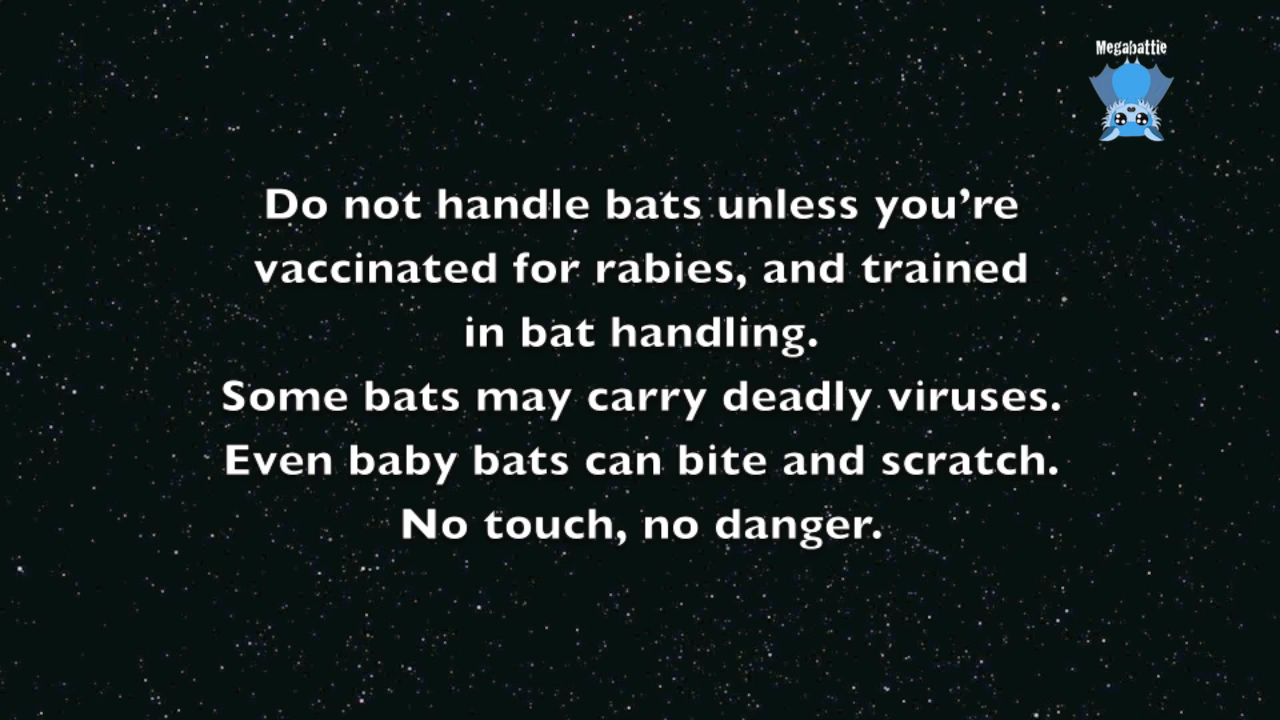 Megabattie
Do not handle bats unless you’re
vaccinated for rabies, and trained
in bat handling.
Some bats may carry deadly viruses.
Even baby bats can bite and scratch.
No touch, no danger.